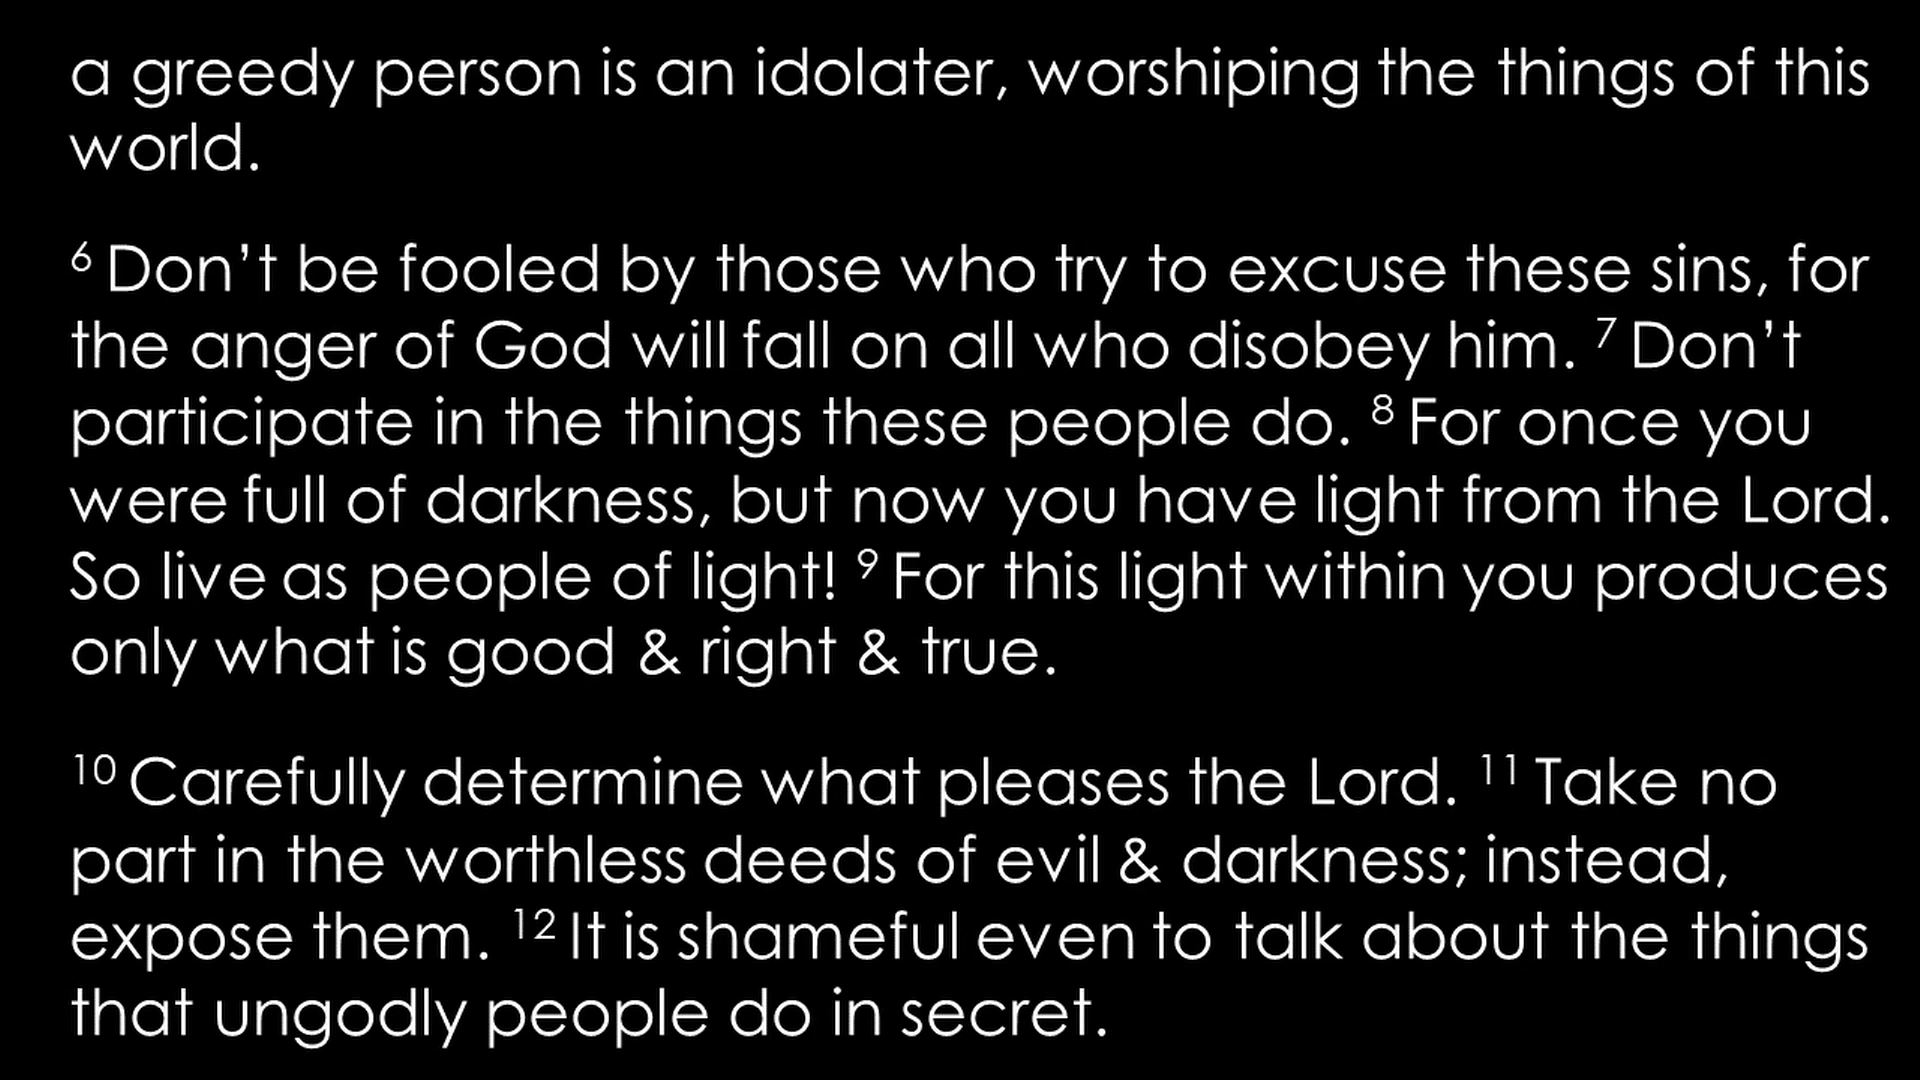 a greedy person is an idolater, worshiping the things of this
world.
⁶ Don’t be fooled by those who try to excuse these sins, for
the anger of God will fall on all who disobey him. ⁷ Don’t
participate in the things these people do. ⁸ For once you
were full of darkness, but now you have light from the Lord.
So live as people of light! ⁹ For this light within you produces
only what is good & right & true.
¹⁰ Carefully determine what pleases the Lord. ¹¹ Take no
part in the worthless deeds of evil & darkness; instead,
expose them. ¹² It is shameful even to talk about the things
that ungodly people do in secret.